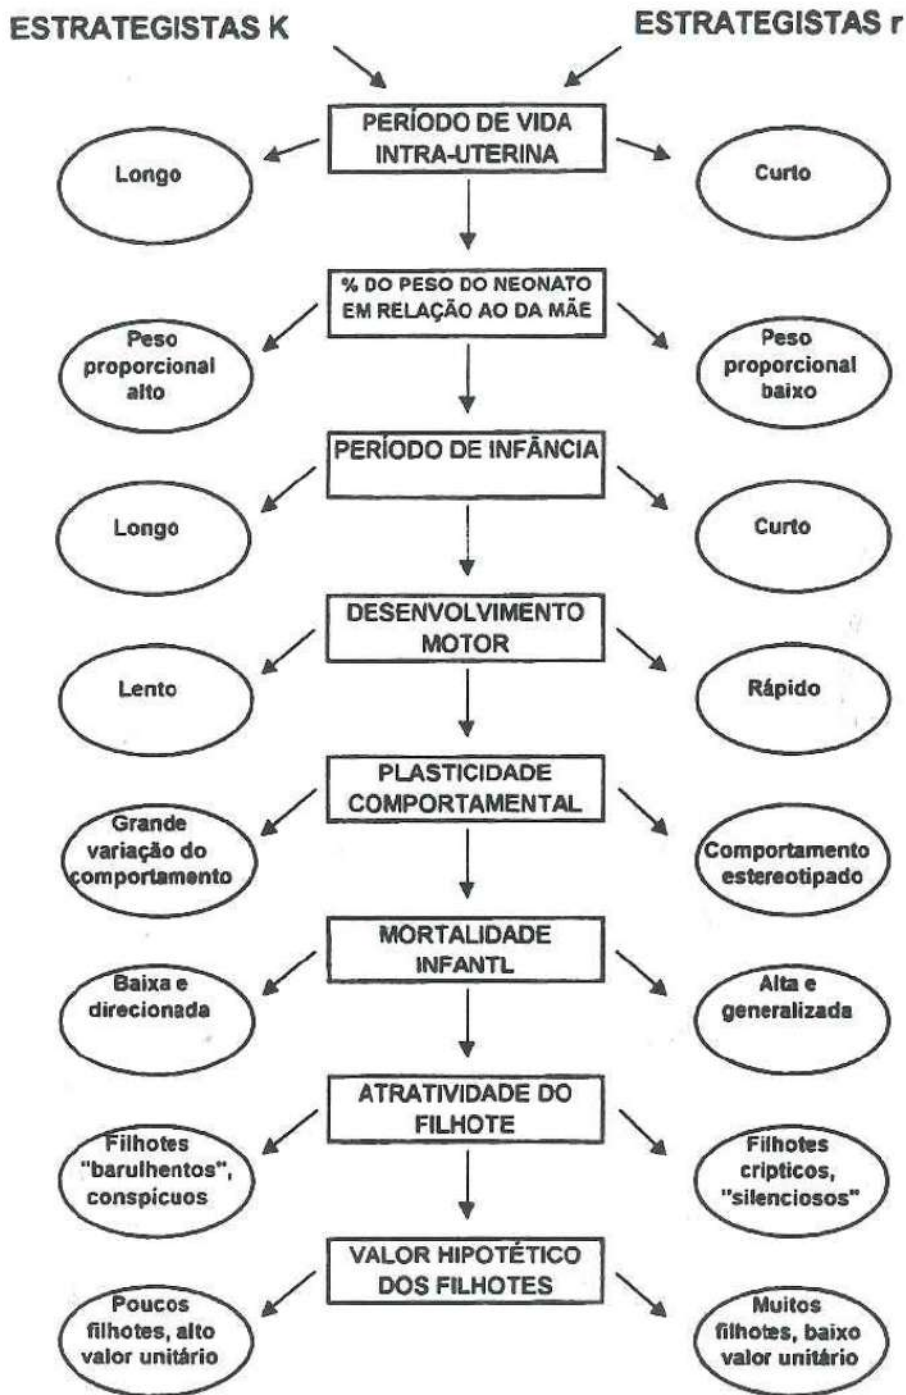 ESTRATEGISTAS K
ESTRATEGISTAS r
PERÍODO DE VIDA
INTRA-UTERINA
Longo
Curto
% DO PESO DO NEONATO
EM RELAÇÃO AO DA MÃE
Peso
proporcional
alto
Peso
proporcional
baixo
PERÍODO DE INFÂNCIA
Longo
Curto
DESENVOLVIMENTO
MOTOR
Lento
Rápido
PLASTICIDADE
COMPORTAMENTAL
Grande
variação do
comportamento
Comportamento
estereotipado
MORTALIDADE
INFANTL
Baixa e
direcionada
Alta e
generalizada
ATRATIVIDADE DO
FILHOTE
Filhotes
"barulhentos",
conspícuos
Filhotes
cripticos,
"silenciosos"
VALOR HIPOTÉTICO
DOS FILHOTES
Poucos
filhotes, alto
valor unitário
Muitos
filhotes, baixo
valor unitário